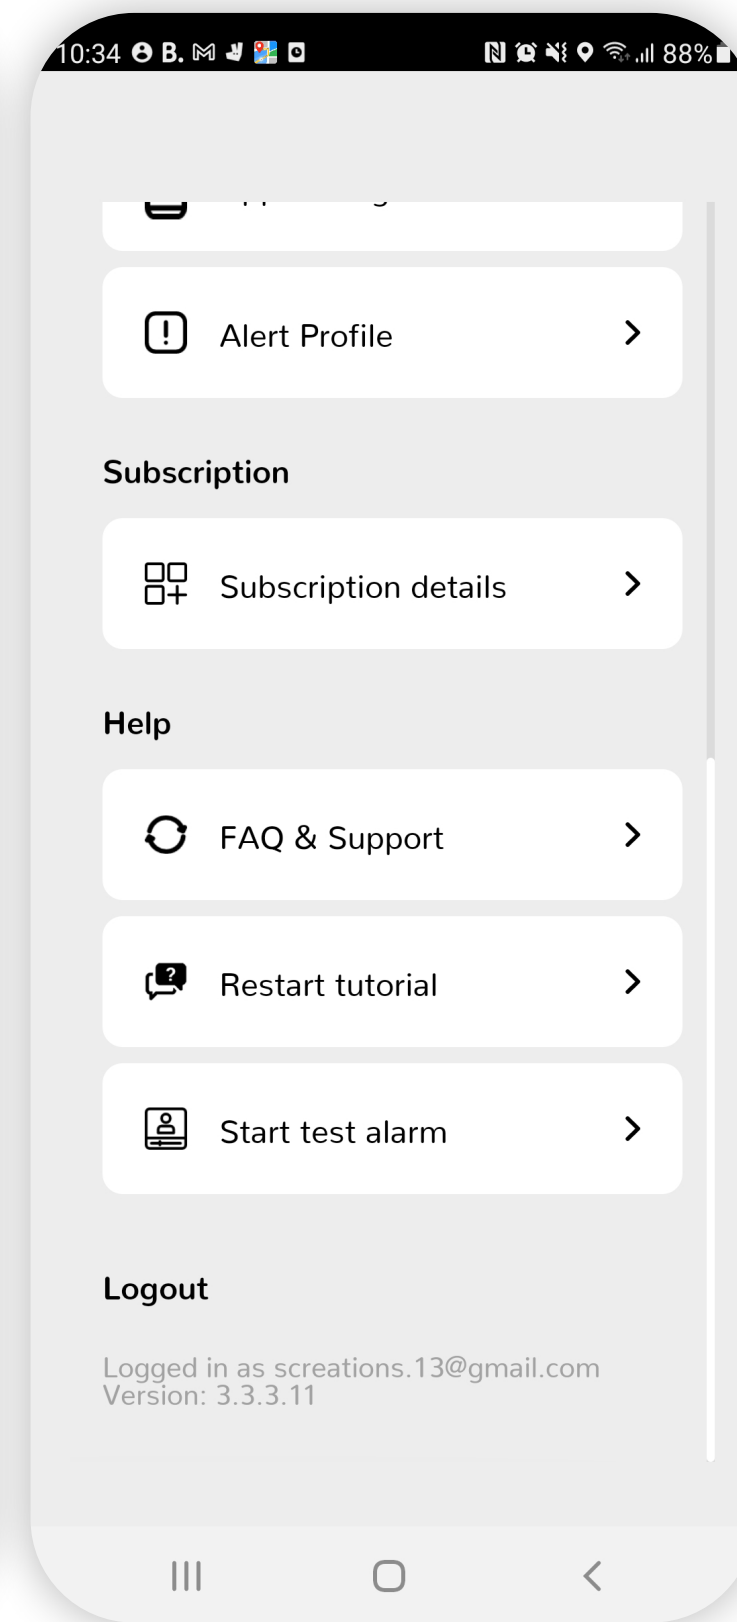 10:34 B. 88%
Alert Profile
Subscription
Subscription details
Help
FAQ & Support
Restart tutorial
Start test alarm
Logout
Logged in as screations.13@gmail.com
Version: 3.3.3.11